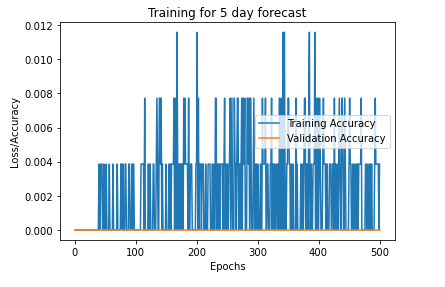 Training for 5 day forecast
Loss/Accuracy
0.012
0.010
0.008
0.006
0.004
0.002
0.000
Training Accuracy
Validation Accuracy
0 100 200 300 400 500
Epochs